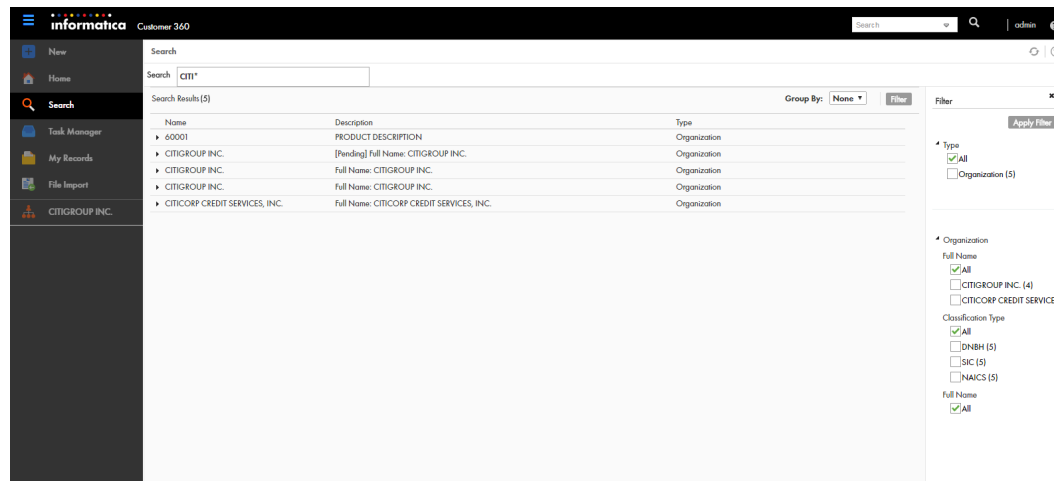 informatica Customer 360
Search
admin
New
Home
Search
Task Manager
My Records
File Import
CITIGROUP INC.
Search
Search CITI*
Search Results (5)
Group By: None Filter
Name Description Type
60001 PRODUCT DESCRIPTION Organization
CITIGROUP INC. [Pending] Full Name: CITIGROUP INC. Organization
CITIGROUP INC. Full Name: CITIGROUP INC. Organization
CITIGROUP INC. Full Name: CITIGROUP INC. Organization
CITICORP CREDIT SERVICES, INC. Full Name: CITICORP CREDIT SERVICES, INC. Organization
Filter
Apply Filter
Type
All
Organization (5)
Organization
Full Name
All
CITIGROUP INC. (4)
CITICORP CREDIT SERVICE
Classification Type
All
DNBH (5)
SIC (5)
NAICS (5)
Full Name
All